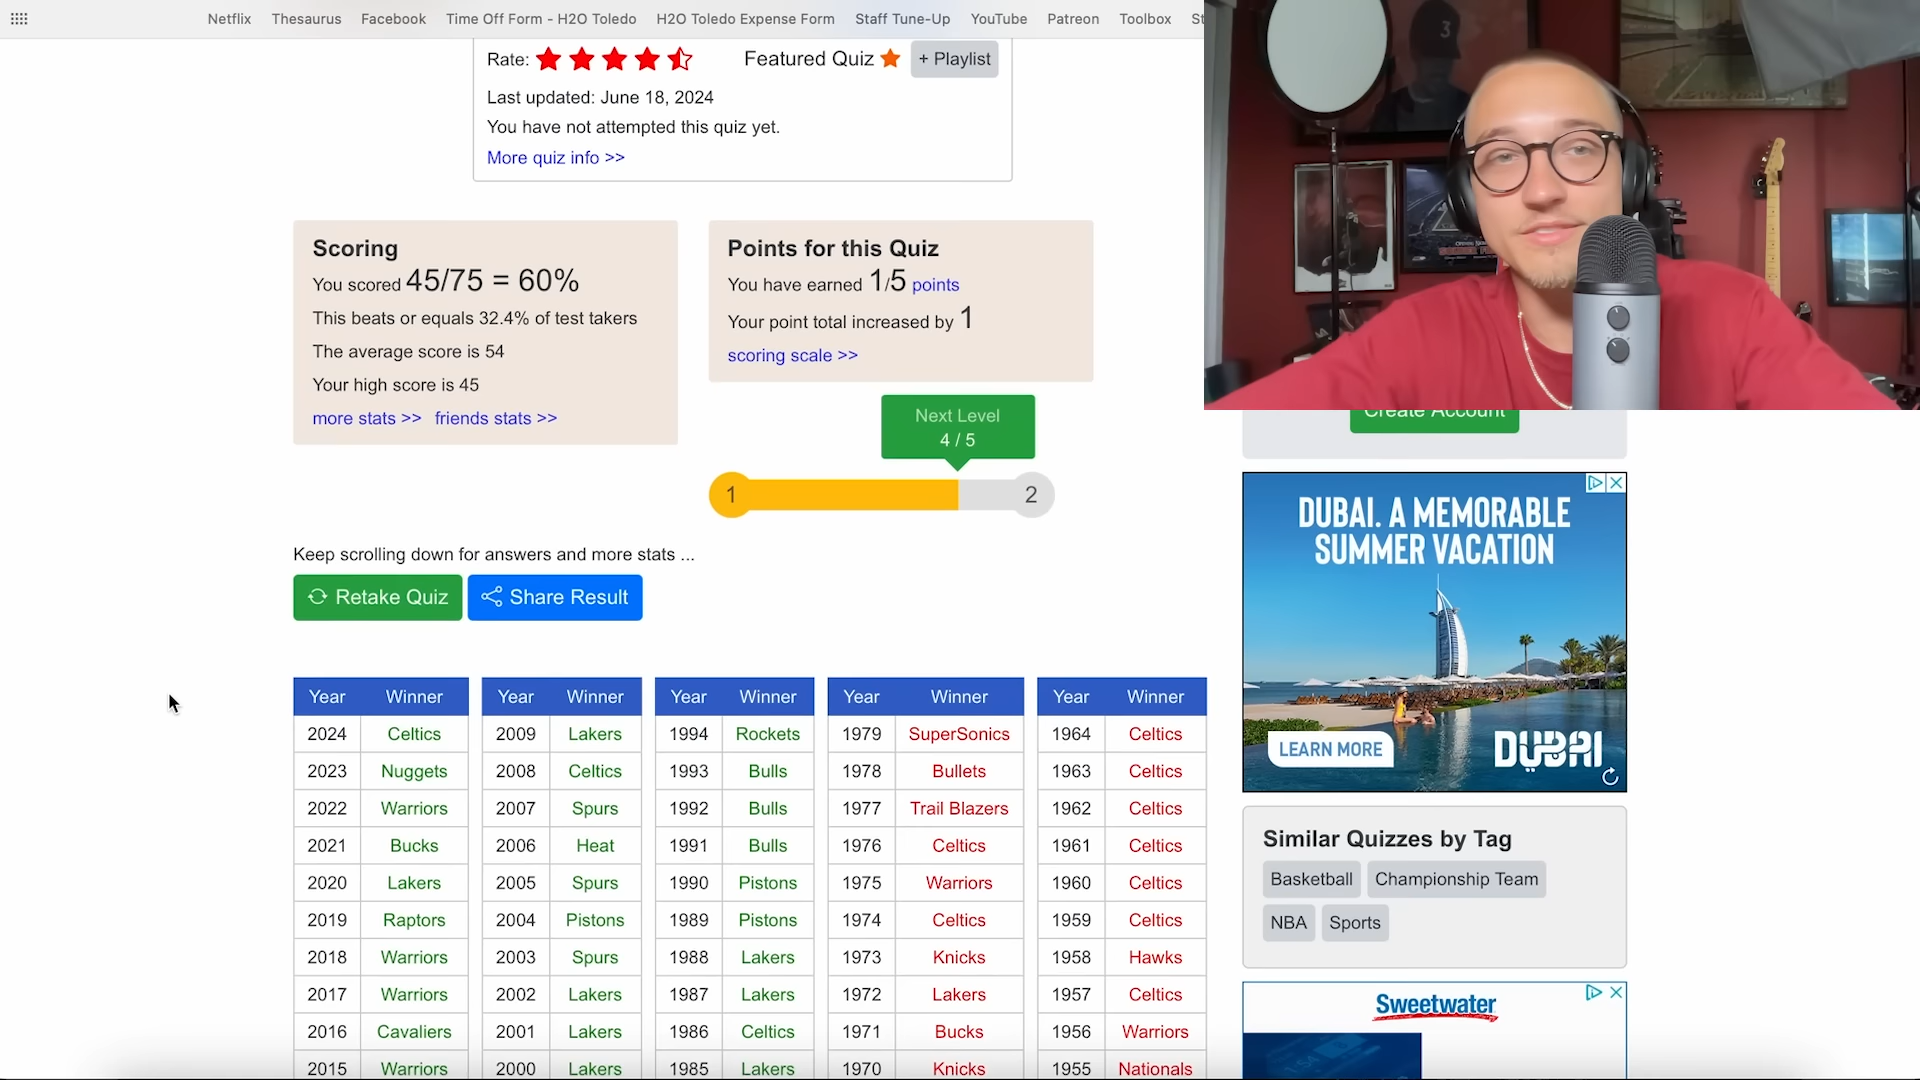 Netflix Thesaurus Facebook Time Off Form - H2O Toledo H2O Toledo Expense Form Staff Tune-Up YouTube Patreon Toolbox St
Rate: Featured Quiz + Playlist
Last updated: June 18, 2024
You have not attempted this quiz yet.
More quiz info >>
Scoring
You scored 45/75 = 60%
This beats or equals 32.4% of test takers
The average score is 54
Your high score is 45
more stats >> friends stats >>
Points for this Quiz
You have earned 1/5 points
Your point total increased by 1
scoring scale >>
Next Level
4 / 5
1 2
Keep scrolling down for answers and more stats ...
Retake Quiz Share Result
Year Winner Year Winner Year Winner Year Winner Year Winner
2024 Celtics 2009 Lakers 1994 Rockets 1979 SuperSonics 1964 Celtics
2023 Nuggets 2008 Celtics 1993 Bulls 1978 Bullets 1963 Celtics
2022 Warriors 2007 Spurs 1992 Bulls 1977 Trail Blazers 1962 Celtics
2021 Bucks 2006 Heat 1991 Bulls 1976 Celtics 1961 Celtics
2020 Lakers 2005 Spurs 1990 Pistons 1975 Warriors 1960 Celtics
2019 Raptors 2004 Pistons 1989 Pistons 1974 Celtics 1959 Celtics
2018 Warriors 2003 Spurs 1988 Lakers 1973 Knicks 1958 Hawks
2017 Warriors 2002 Lakers 1987 Lakers 1972 Lakers 1957 Celtics
2016 Cavaliers 2001 Lakers 1986 Celtics 1971 Bucks 1956 Warriors
2015 Warriors 2000 Lakers 1985 Lakers 1970 Knicks 1955 Nationals
3
Create Account
DUBAI. A MEMORABLE
SUMMER VACATION
LEARN MORE
DUBAI
Similar Quizzes by Tag
Basketball Championship Team
NBA Sports
Sweetwater